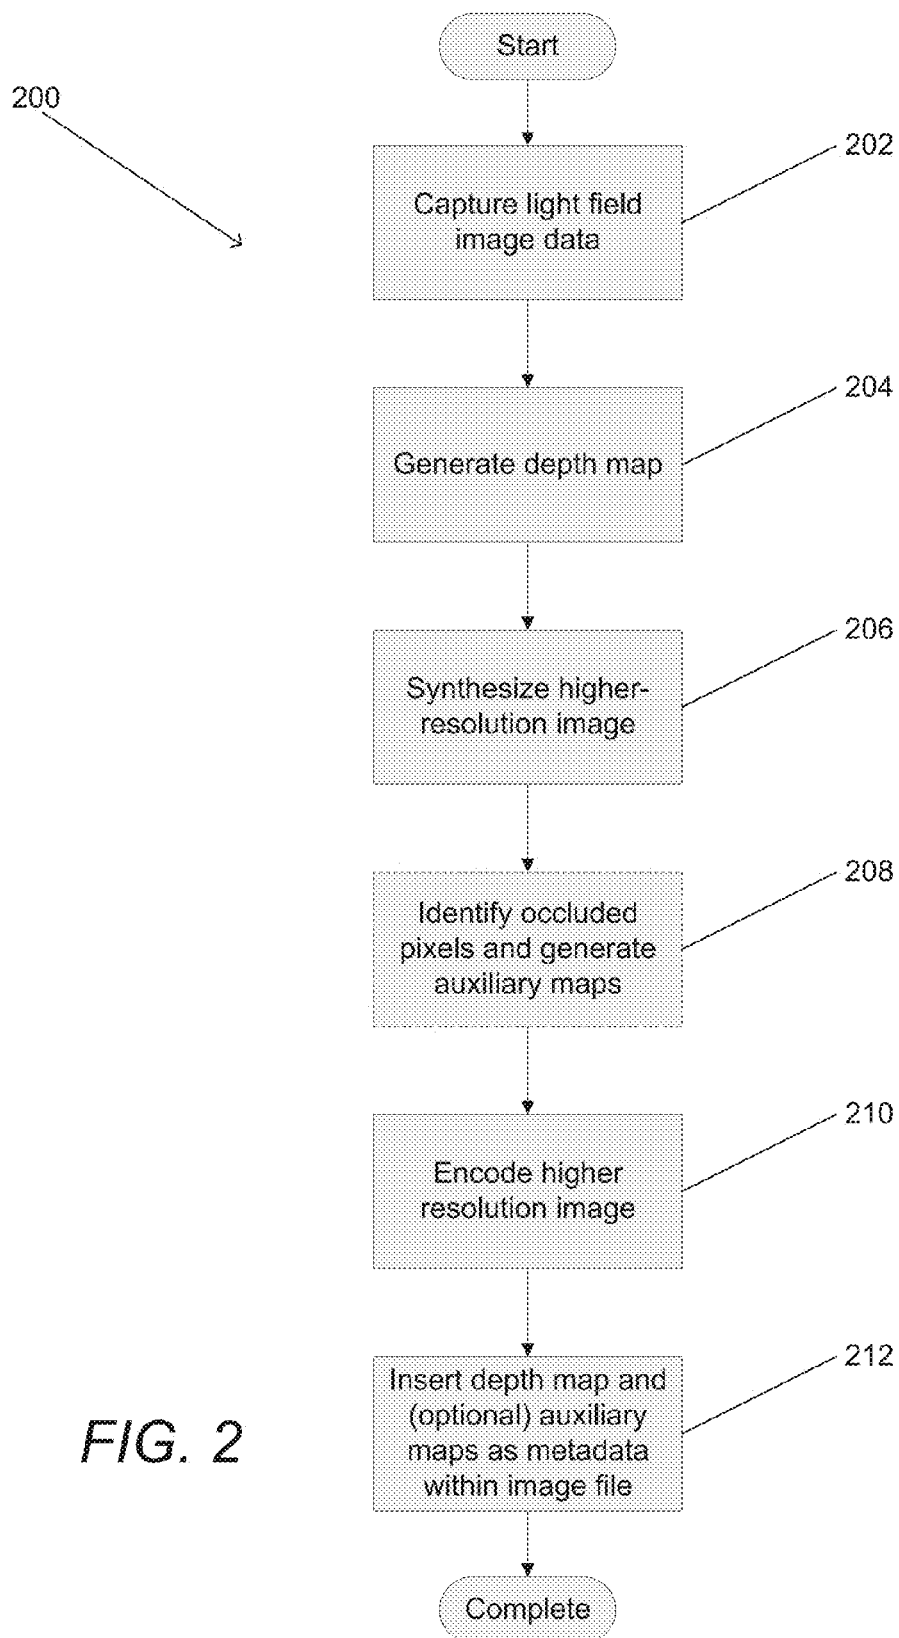 Start
200
202
Capture light field
image data
204
Generate depth map
206
Synthesize higher-
resolution image
208
Identify occluded
pixels and generate
auxiliary maps
210
Encode higher
resolution image
212
Insert depth map and
(optional) auxiliary
maps as metadata
within image file
FIG. 2
Complete